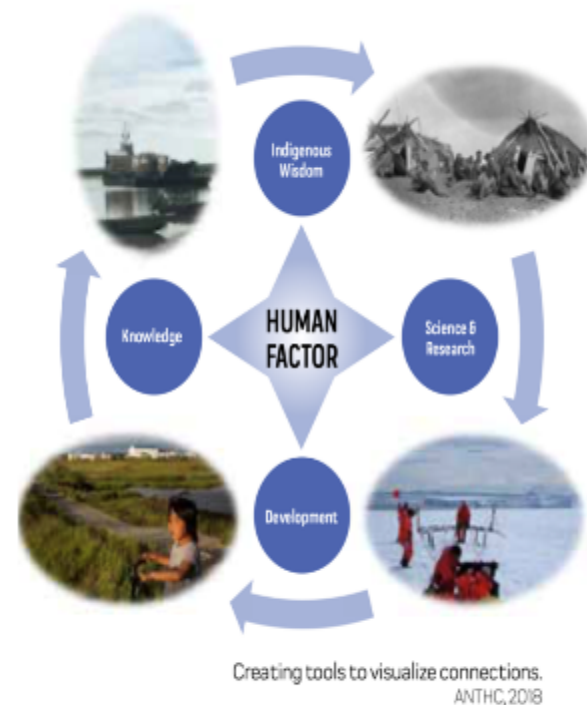 Indigenous
Wisdom
Knowledge
HUMAN
FACTOR
Science &
Research
Development
Creating tools to visualize connections.
ANTHC, 2018